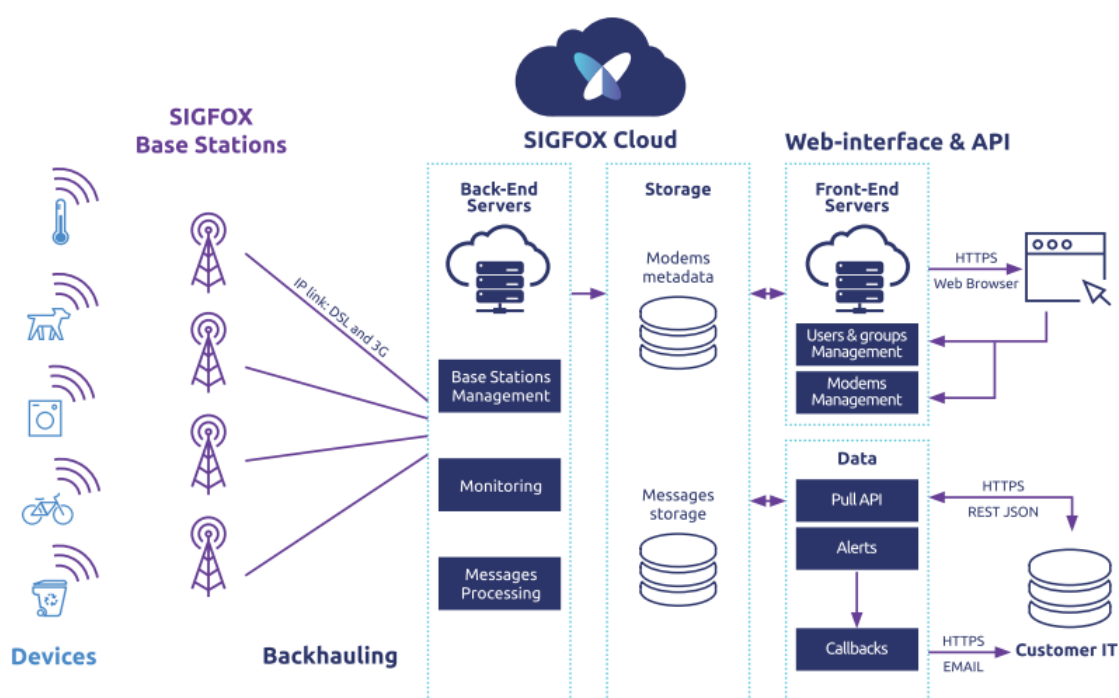 SIGFOX
Base Stations
SIGFOX Cloud
Web-interface & API
Back-End
Servers
Storage
Front-End
Servers
Modems
metadata
HTTPS
Web Browser
IP link: DSL and 3G
Users & groups
Management
Base Stations
Management
Modems
Management
Data
Monitoring
Messages
storage
Pull API
HTTPS
REST JSON
Alerts
Messages
Processing
Devices
Backhauling
Callbacks
HTTPS
EMAIL
Customer IT